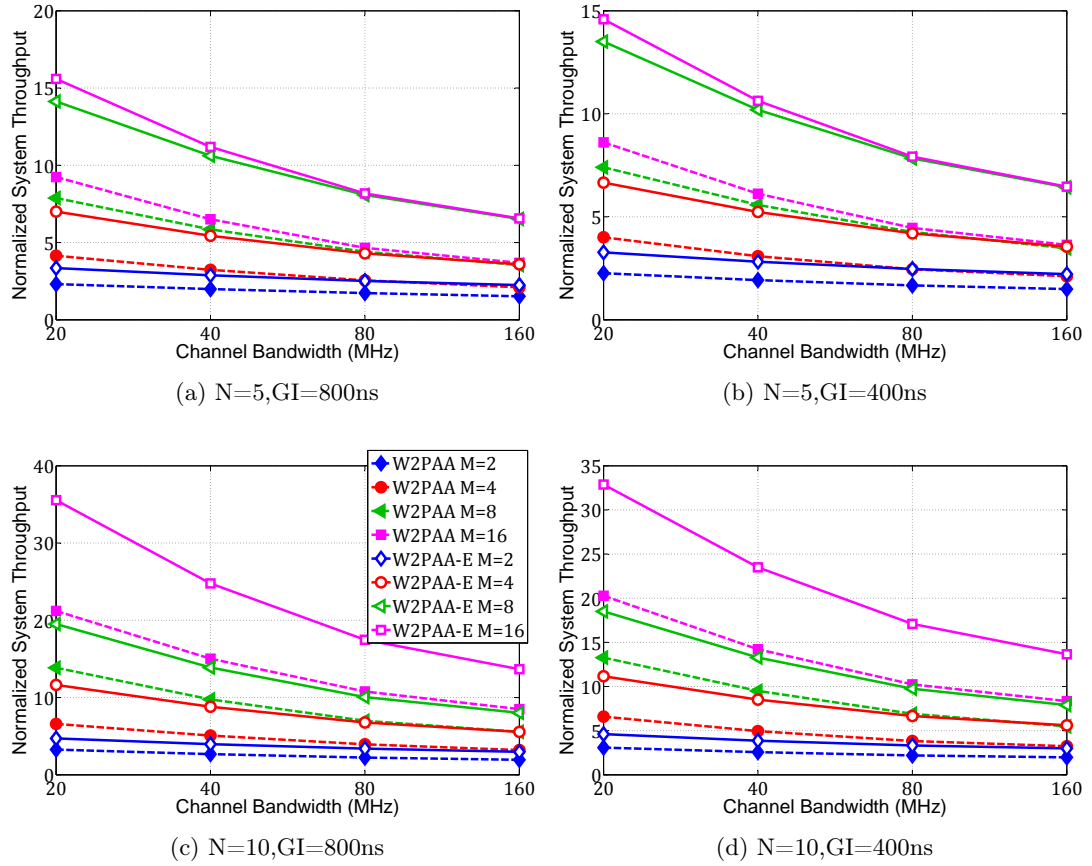 20
15
10
5
0
20
40
80
160
Normalized System Throughput
Channel Bandwidth (MHz)
(a) N=5,GI=800ns
15
10
5
0
20
40
80
160
Normalized System Throughput
Channel Bandwidth (MHz)
(b) N=5,GI=400ns
40
30
20
10
0
20
40
80
160
Normalized System Throughput
Channel Bandwidth (MHz)
W2PAA M=2
W2PAA M=4
W2PAA M=8
W2PAA M=16
W2PAA-E M=2
W2PAA-E M=4
W2PAA-E M=8
W2PAA-E M=16
(c) N=10,GI=800ns
35
30
25
20
15
10
5
0
20
40
80
160
Normalized System Throughput
Channel Bandwidth (MHz)
(d) N=10,GI=400ns